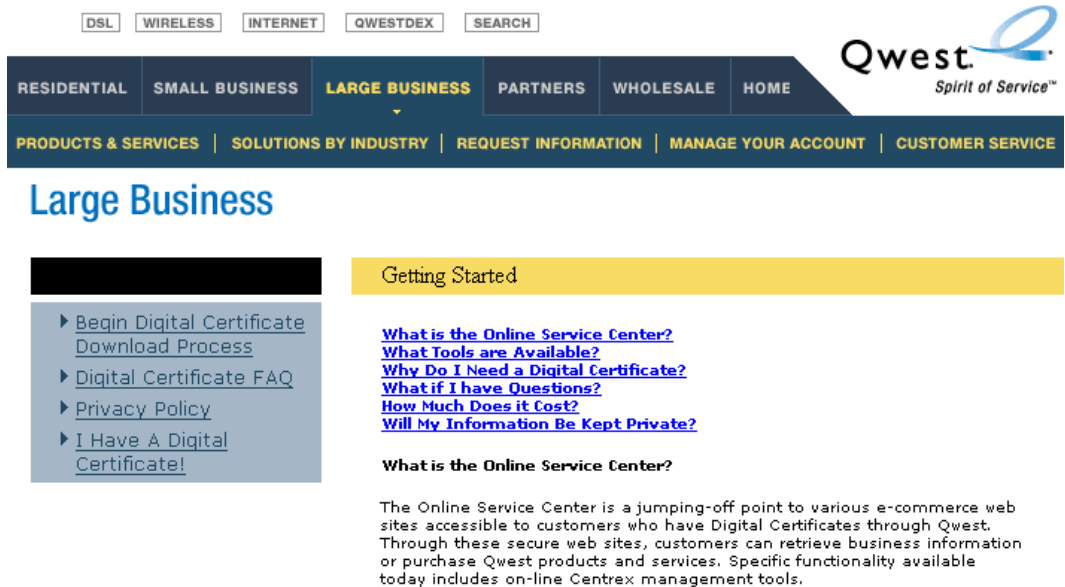 DSL WIRELESS INTERNET QWESTDEX SEARCH
Qwest.
Spirit of Service™
RESIDENTIAL SMALL BUSINESS LARGE BUSINESS PARTNERS WHOLESALE HOME
PRODUCTS & SERVICES | SOLUTIONS BY INDUSTRY | REQUEST INFORMATION | MANAGE YOUR ACCOUNT | CUSTOMER SERVICE
Large Business
Begin Digital Certificate
Download Process
Digital Certificate FAQ
Privacy Policy
I Have A Digital
Certificate!
Getting Started
What is the Online Service Center?
What Tools are Available?
Why Do I Need a Digital Certificate?
What if I have Questions?
How Much Does it Cost?
Will My Information Be Kept Private?
What is the Online Service Center?
The Online Service Center is a jumping-off point to various e-commerce web
sites accessible to customers who have Digital Certificates through Qwest.
Through these secure web sites, customers can retrieve business information
or purchase Qwest products and services. Specific functionality available
today includes on-line Centrex management tools.